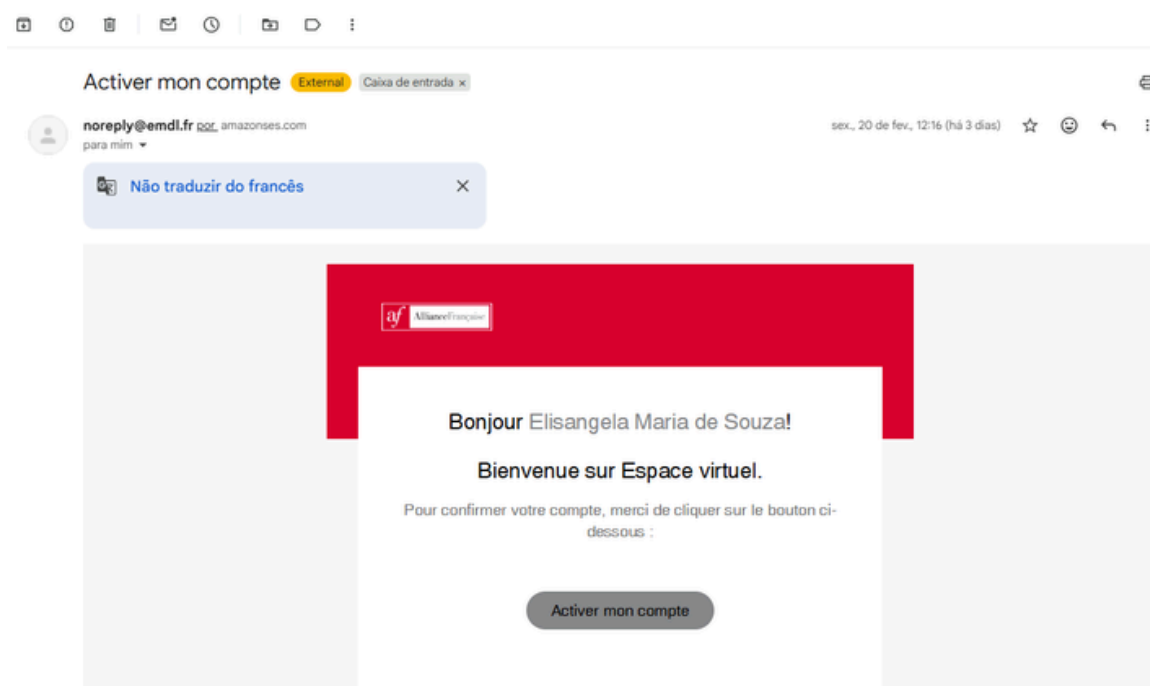 Activer mon compte External Caixa de entrada ×
noreply@emdl.fr por amazonses.com
sex., 20 de fev., 12:16 (há 3 dias)
para mim
Não traduzir do francês
af AllianceFrançaise
Bonjour Elisangela Maria de Souza!
Bienvenue sur Espace virtuel.
Pour confirmer votre compte, merci de cliquer sur le bouton ci-
dessous :
Activer mon compte